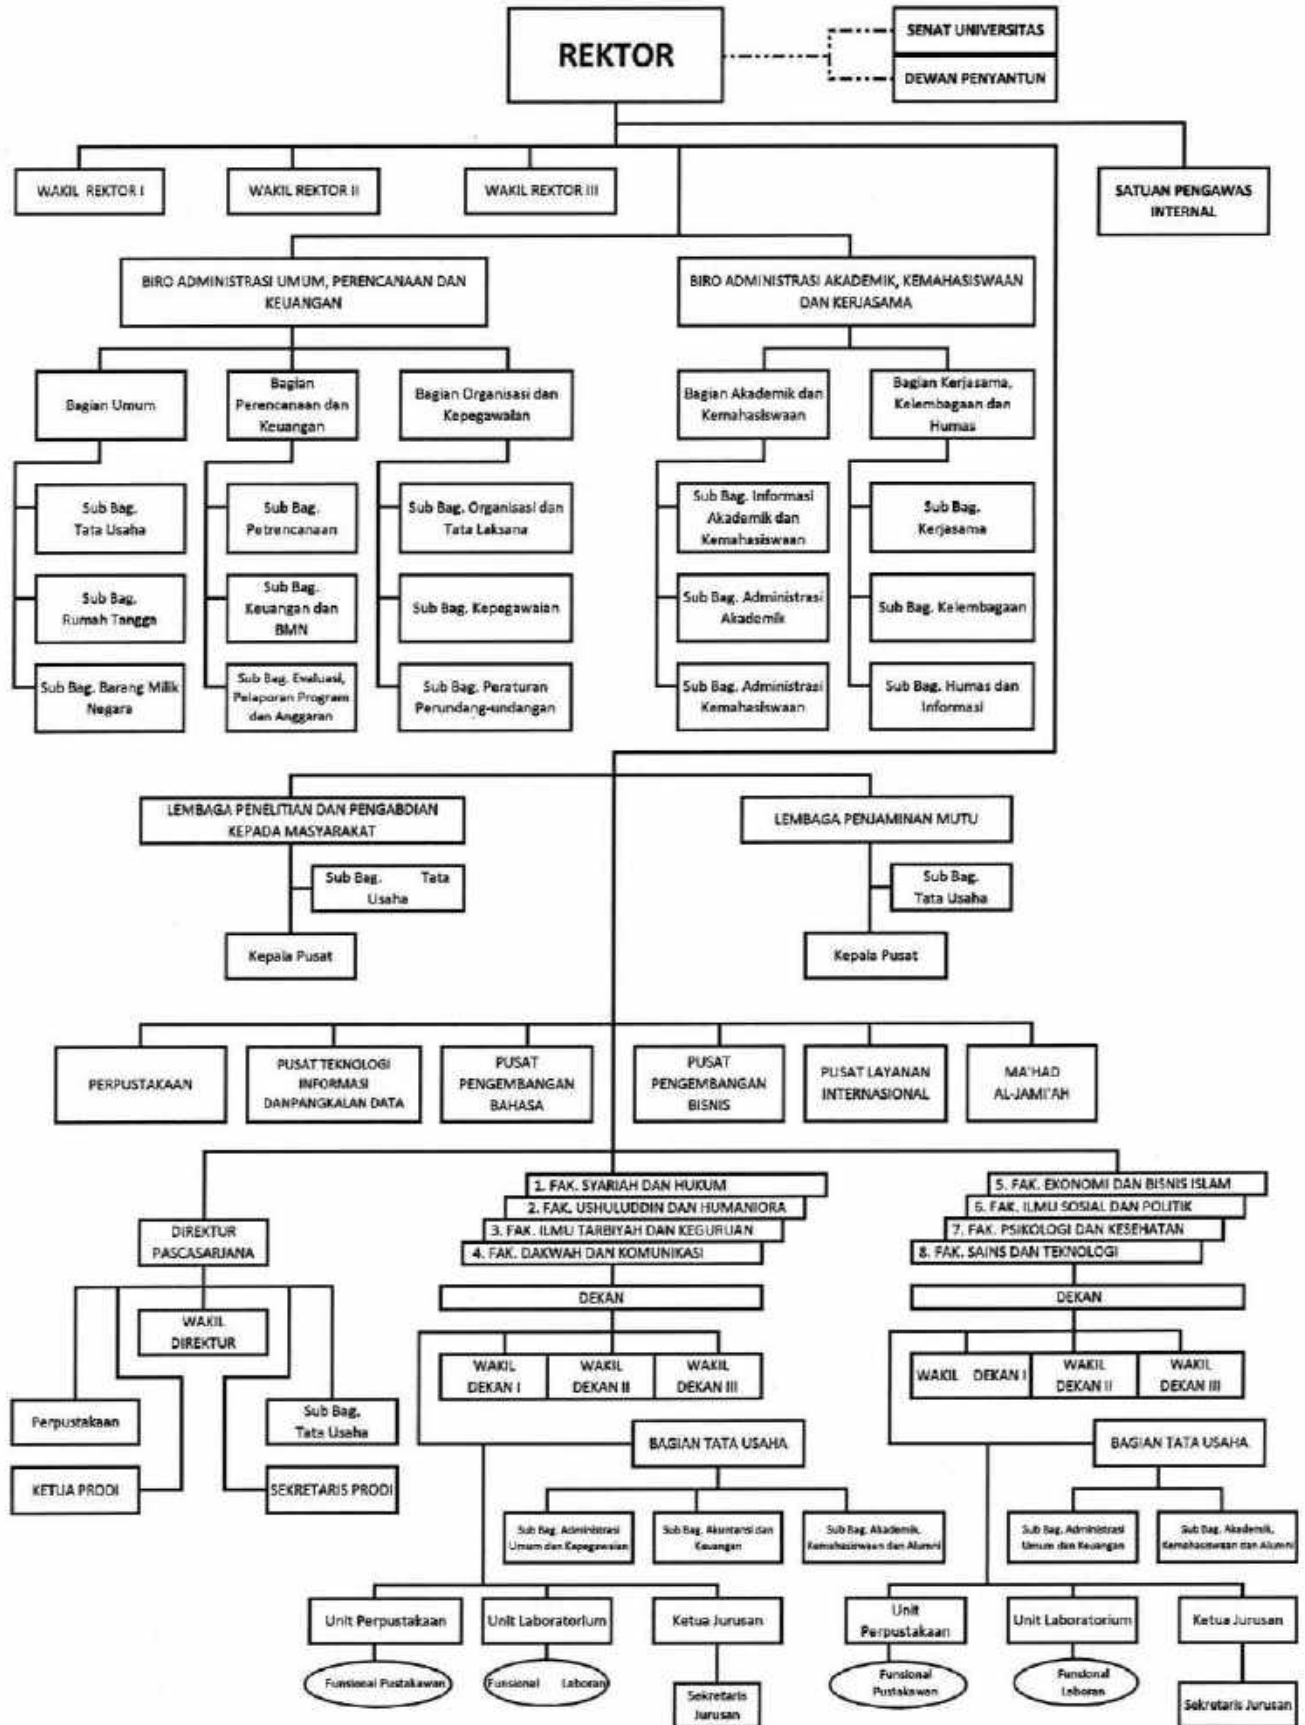 REKTOR
SENAT UNIVERSITAS
DEWAN PENYANTUN
WAKIL REKTOR I
WAKIL REKTOR II
WAKIL REKTOR III
SATUAN PENGAWAS
INTERNAL
BIRO ADMINISTRASI UMUM, PERENCANAAN DAN
KEUANGAN
BIRO ADMINISTRASI AKADEMIK, KEMAHASISWAAN
DAN KERJASAMA
Bagian Umum
Bagian
Perencanaan dan
Keuangan
Bagian Organisasi dan
Kepegawaian
Bagian Akademik dan
Kemahasiswaan
Bagian Kerjasama,
Kelembagaan dan
Humas
Sub Bag.
Tata Usaha
Sub Bag.
Petrencanaan
Sub Bag. Organisasi dan
Tata Laksana
Sub Bag. Informasi
Akademik dan
Kemahasiswaan
Sub Bag.
Kerjasama
Sub Bag.
Rumah Tangga
Sub Bag.
Keuangan dan
BMN
Sub Bag. Kepegawaian
Sub Bag. Administrasi
Akademik
Sub Bag. Kelembagaan
Sub Bag. Barang Milik
Negara
Sub Bag. Evaluasi,
Pelaporan Program
dan Anggaran
Sub Bag. Peraturan
Perundang-undangan
Sub Bag. Administrasi
Kemahasiswaan
Sub Bag. Humas dan
Informasi
LEMBAGA PENELITIAN DAN PENGABDIAN
KEPADA MASYARAKAT
LEMBAGA PENJAMINAN MUTU
Sub Bag. Tata
Usaha
Sub Bag.
Tata Usaha
Kepala Pusat
Kepala Pusat
PERPUSTAKAAN
PUSAT TEKNOLOGI
INFORMASI
DANPANGKALAN DATA
PUSAT
PENGEMBANGAN
BAHASA
PUSAT
PENGEMBANGAN
BISNIS
PUSAT LAYANAN
INTERNASIONAL
MA'HAD
AL-JAMI'AH
1. FAK. SYARIAH DAN HUKUM
2. FAK. USHULUDDIN DAN HUMANIORA
3. FAK. ILMU TARBIYAH DAN KEGURUAN
4. FAK. DAKWAH DAN KOMUNIKASI
5. FAK. EKONOMI DAN BISNIS ISLAM
6. FAK. ILMU SOSIAL DAN POLITIK
7. FAK. PSIKOLOGI DAN KESEHATAN
8. FAK. SAINS DAN TEKNOLOGI
DIREKTUR
PASCASARJANA
WAKIL
DIREKTUR
Perpustakaan
Sub Bag.
Tata Usaha
KETUA PRODI
SEKRETARIS PRODI
DEKAN
WAKIL
DEKAN I
WAKIL
DEKAN II
WAKIL
DEKAN III
BAGIAN TATA USAHA
Sub Bag. Administrasi
Umum dan Kepegawaian
Sub Bag. Akuntansi dan
Keuangan
Sub Bag. Akademik,
Kemahasiswaan dan Alumni
Unit Perpustakaan
Unit Laboratorium
Ketua Jurusan
Funsional Pustakawan
Funsional Laboran
Sekretaris
Jurusan
DEKAN
WAKIL DEKAN I
WAKIL
DEKAN II
WAKIL
DEKAN III
BAGIAN TATA USAHA
Sub Bag. Administrasi
Umum dan Keuangan
Sub Bag. Akademik,
Kemahasiswaan dan Alumni
Unit
Perpustakaan
Unit Laboratorium
Ketua Jurusan
Funsional
Pustakawan
Funsional
Laboran
Sekretaris Jurusan